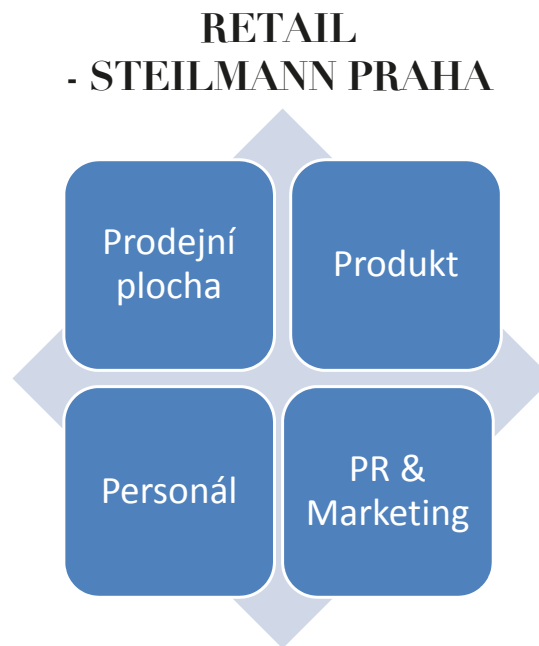 RETAIL
- STEILMANN PRAHA
Prodejní
plocha
Produkt
Personál
PR &
Marketing